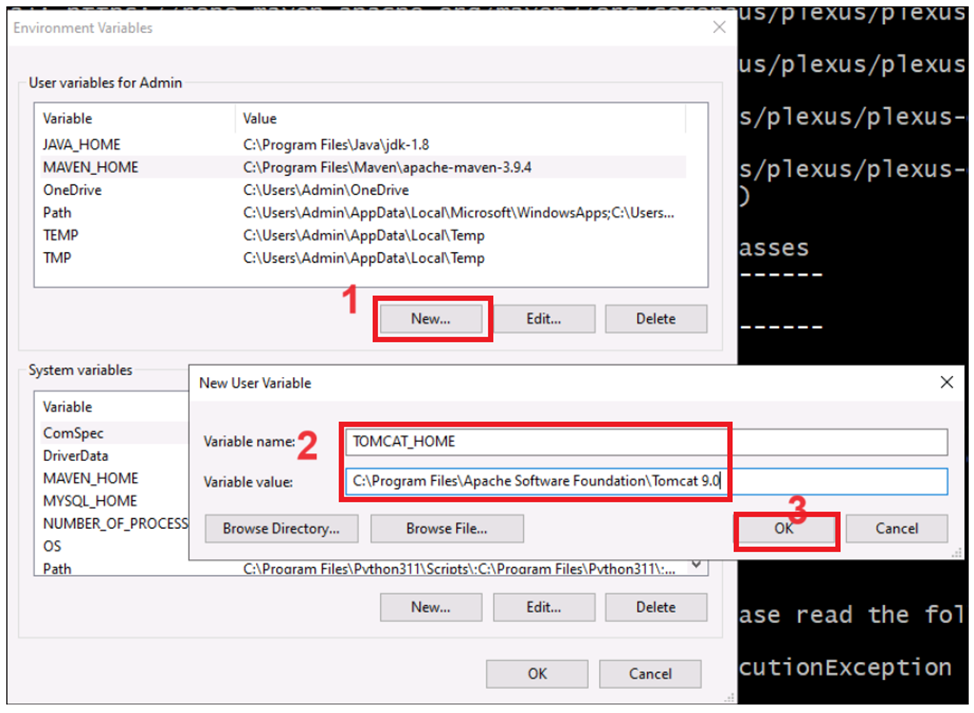 Environment Variables
User variables for Admin
Variable Value
JAVA_HOME C:\Program Files\Java\jdk-1.8
MAVEN_HOME C:\Program Files\Maven\apache-maven-3.9.4
OneDrive C:\Users\Admin\OneDrive
Path C:\Users\Admin\AppData\Local\Microsoft\WindowsApps;C:\Users...
TEMP C:\Users\Admin\AppData\Local\Temp
TMP C:\Users\Admin\AppData\Local\Temp
1
New... Edit... Delete
System variables
Variable
ComSpec
DriverData
MAVEN_HOME
MYSQL_HOME
NUMBER_OF_PROCESS
OS
Path C:\Program Files\Python311\Scripts\;C:\Program Files\Python311\;...
New... Edit... Delete
OK Cancel
New User Variable
Variable name: 2 TOMCAT_HOME
Variable value: C:\Program Files\Apache Software Foundation\Tomcat 9.0
3
Browse Directory... Browse File... OK Cancel
us/plexus/plexus
us/plexus/plexus
s/plexus/plexus-
s/plexus/plexus-
)
asses
------
------
ase read the fol
cutionException